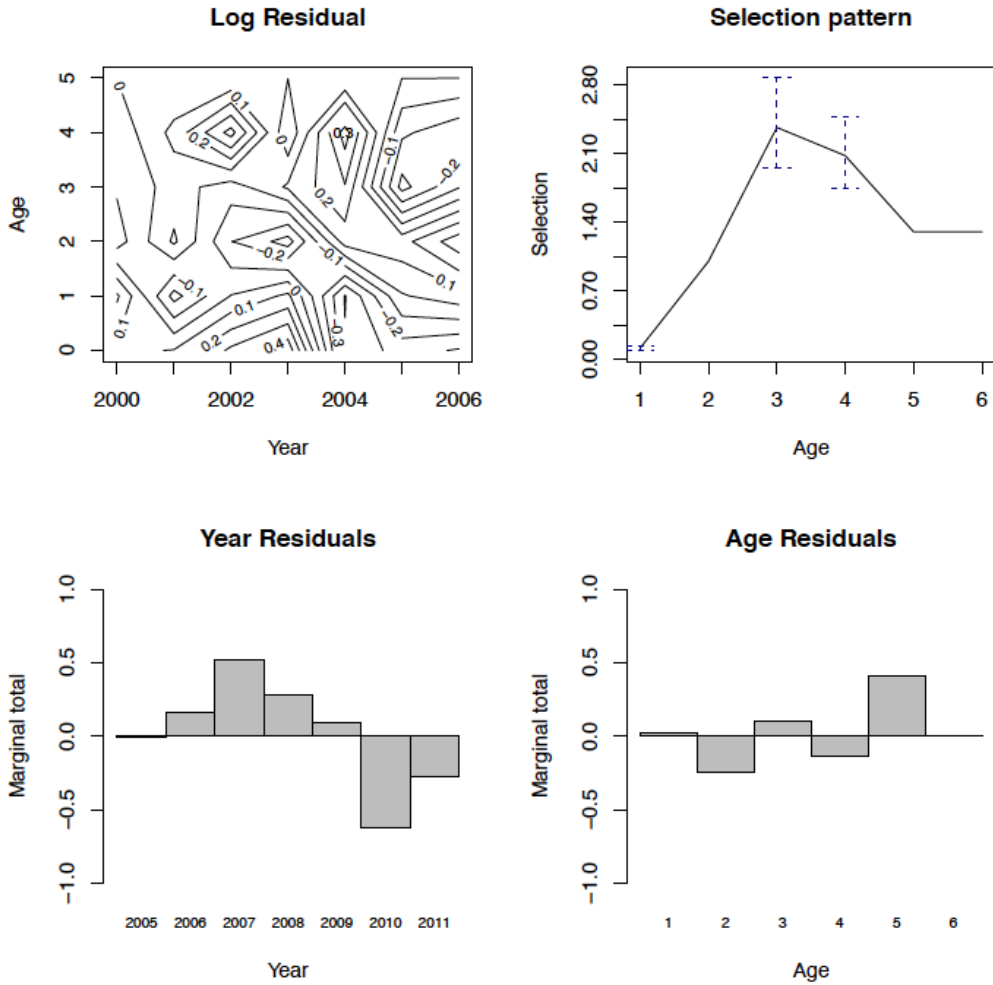 Log Residual
Age
5
4
3
2
1
0
0
0.1
0.2
0
0.3
0.2
−0.1
−0.2
−0.2
−0.1
0.1
−0.1
0
0.1
0.2
0.4
0.1
−0.3
−0.2
2000
2002
2004
2006
Year
Selection pattern
Selection
2.80
2.10
1.40
0.70
0.00
1 2 3 4 5 6
Age
Year Residuals
Marginal total
1.0
0.5
0.0
−0.5
−1.0
2005 2006 2007 2008 2009 2010 2011
Year
Age Residuals
Marginal total
1.0
0.5
0.0
−0.5
−1.0
1 2 3 4 5 6
Age